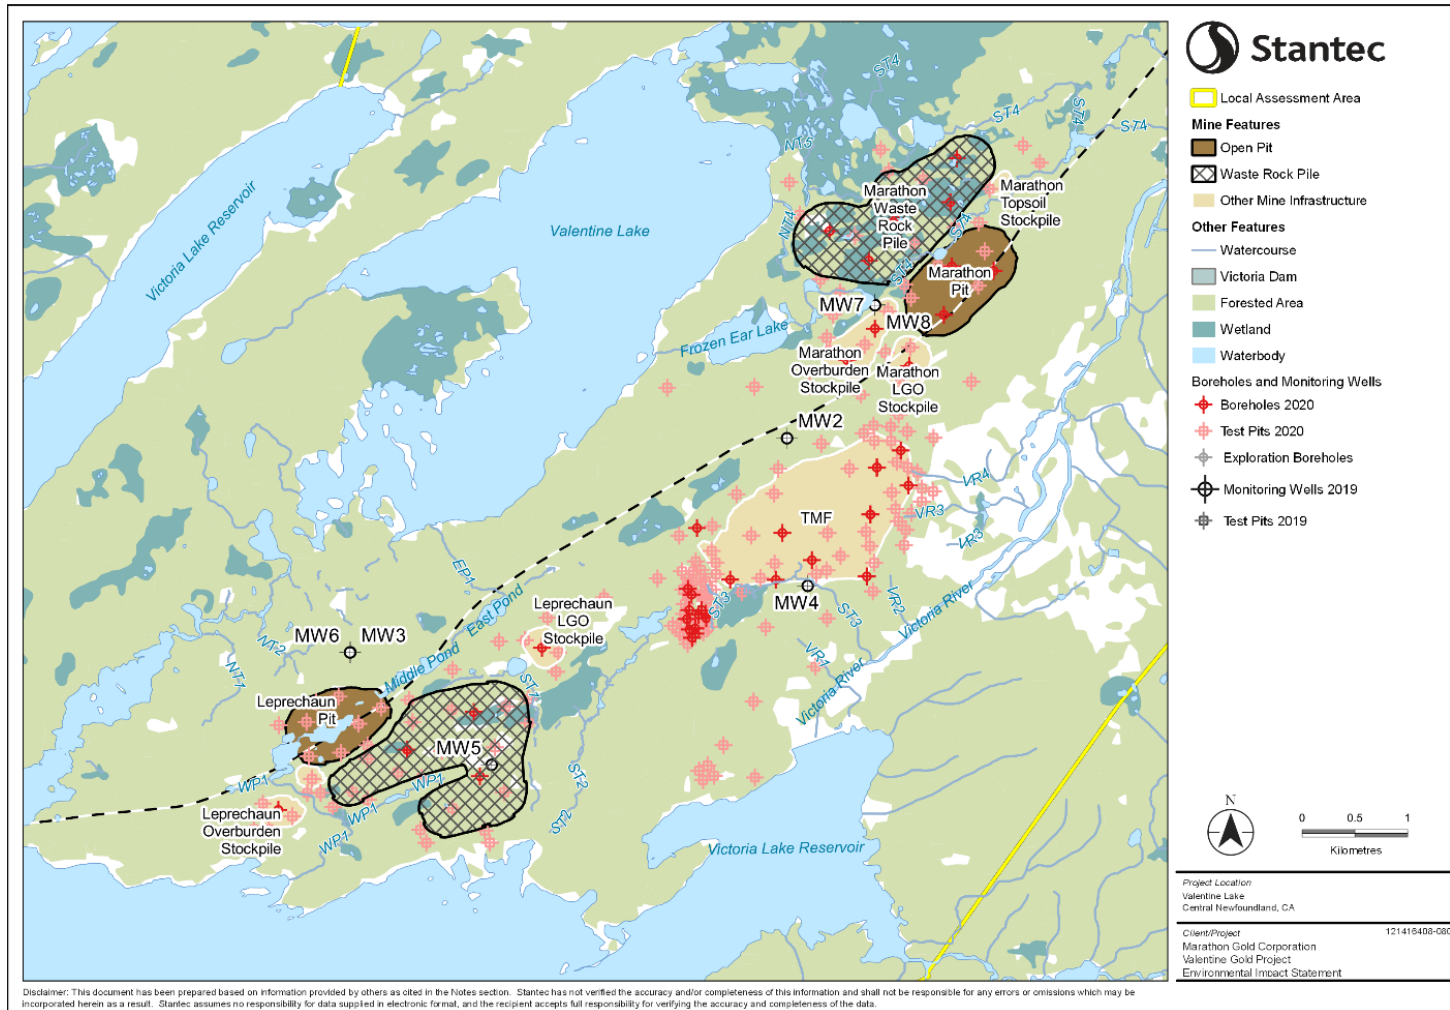 Stantec
Local Assessment Area
Mine Features
Open Pit
Waste Rock Pile
Other Mine Infrastructure
Other Features
Watercourse
Victoria Dam
Forested Area
Wetland
Waterbody
Boreholes and Monitoring Wells
Boreholes 2020
Test Pits 2020
Exploration Boreholes
Monitoring Wells 2019
Test Pits 2019
N
0 0.5 1
Kilometres
Project Location
Valentine Lake
Central Newfoundland, CA
Client/Project
121416408-080
Marathon Gold Corporation
Valentine Gold Project
Environmental Impact Statement
ST4
ST4
ST4
ST4
NT5
NT4
ST4
ST4
Victoria Lake Reservoir
Valentine Lake
Marathon
Waste
Rock
Pile
Marathon
Topsoil
Stockpile
Marathon
Pit
MW7
MW8
Frozen Ear Lake
Marathon
Overburden
Stockpile
Marathon
LGO
Stockpile
MW2
VR4
TMF
VR3
VR3
EP1
East Pond
Leprechaun
LGO
Stockpile
ST3
MW4
ST3
VR2
Victoria River
VR1
Victoria River
MW6
MW3
NT2
NT1
Middle Pond
Leprechaun
Pit
ST1
MW5
WP1
WP1
WP1
WP1
ST2
ST2
Leprechaun
Overburden
Stockpile
Victoria Lake Reservoir
Disclaimer: This document has been prepared based on information provided by others as cited in the Notes section. Stantec has not verified the accuracy and/or completeness of this information and shall not be responsible for any errors or omissions which may be
incorporated herein as a result. Stantec assumes no responsibility for data supplied in electronic format, and the recipient accepts full responsibility for verifying the accuracy and completeness of the data.